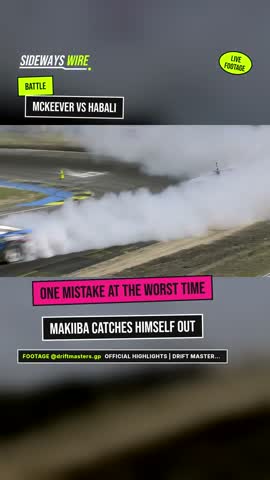 SIDEWAYS WIRE.
LIVE
FOOTAGE
BATTLE
MCKEEVER VS HABALI
ONE MISTAKE AT THE WORST TIME
MAKIIBA CATCHES HIMSELF OUT
FOOTAGE @driftmasters.gp OFFICIAL HIGHLIGHTS | DRIFT MASTER...